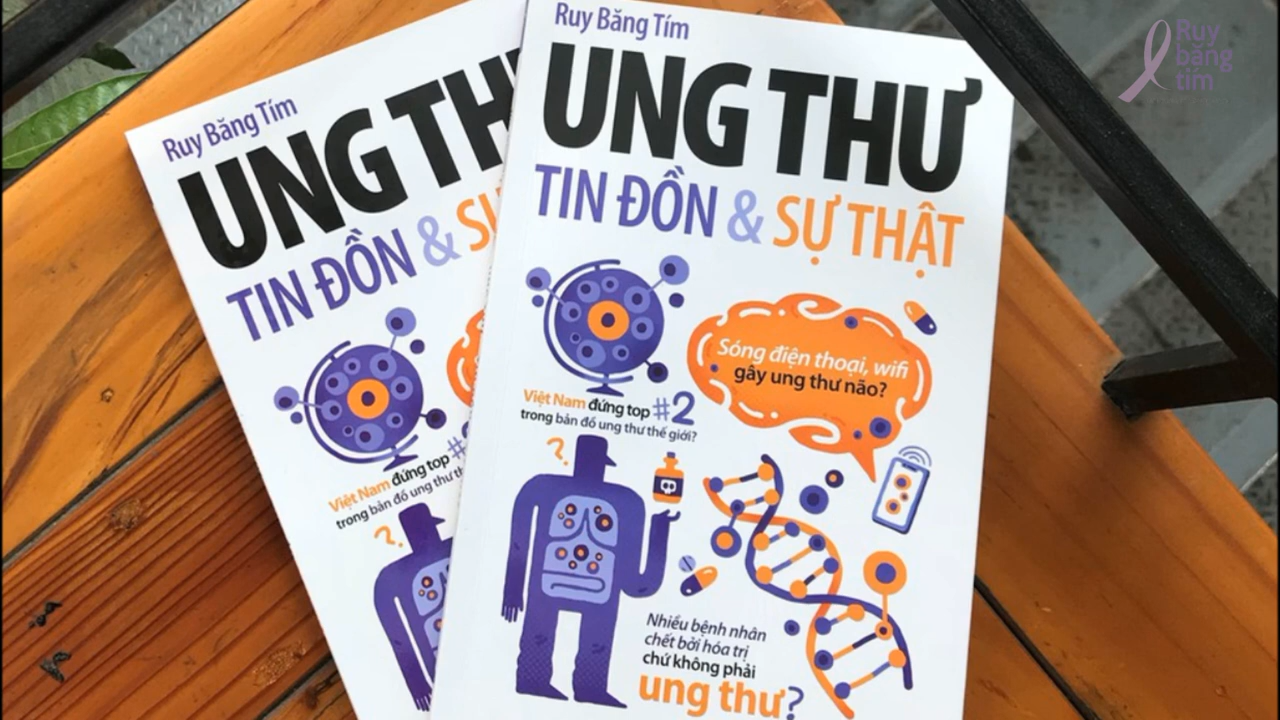 Ruy Băng Tím
UNG TH
TIN ĐỒN & SỰ
Việt Nam đứng top #
trong bản đồ ung thư th
Ruy Băng Tím
UNG THƯ
TIN ĐỒN & SỰ THẬT
Sóng điện thoại, wifi
gây ung thư não?
Việt Nam đứng top #2
trong bản đồ ung thư thế giới?
Nhiều bệnh nhân
chết bởi hóa trị
chứ không phải
ung thư?
Ruy
băng
tím